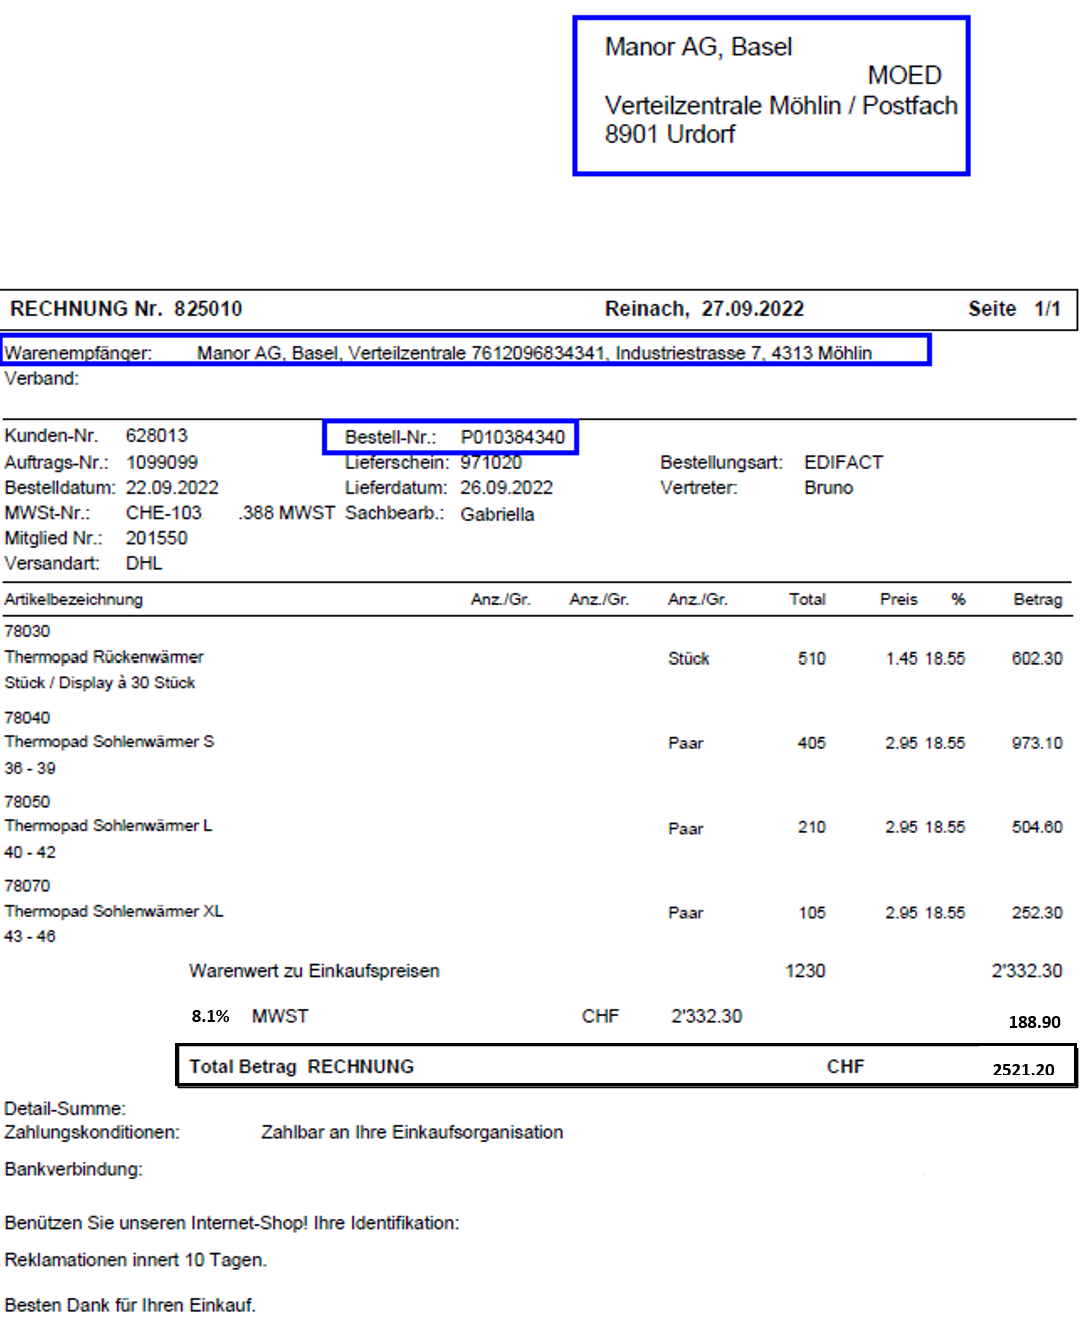 Manor AG, Basel
MOED
Verteilzentrale Möhlin / Postfach
8901 Urdorf
RECHNUNG Nr. 825010 Reinach, 27.09.2022 Seite 1/1
Warenempfänger: Manor AG, Basel, Verteilzentrale 7612096834341, Industriestrasse 7, 4313 Möhlin
Verband:
Kunden-Nr. 628013 Bestell-Nr.: P010384340
Auftrags-Nr.: 1099099 Lieferschein: 971020 Bestellungsart: EDIFACT
Bestelldatum: 22.09.2022 Lieferdatum: 26.09.2022 Vertreter: Bruno
MWSt-Nr.: CHE-103. .388 MWST Sachbearb.: Gabriella
Mitglied Nr.: 201550
Versandart: DHL
Artikelbezeichnung Anz./Gr. Anz./Gr. Anz./Gr. Total Preis % Betrag
78030
Thermopad Rückenwärmer Stück 510 1.45 18.55 602.30
Stück / Display à 30 Stück
78040
Thermopad Sohlenwärmer S Paar 405 2.95 18.55 973.10
36 - 39
78050
Thermopad Sohlenwärmer L Paar 210 2.95 18.55 504.60
40 - 42
78070
Thermopad Sohlenwärmer XL Paar 105 2.95 18.55 252.30
43 - 46
Warenwert zu Einkaufspreisen 1230 2'332.30
8.1% MWST CHF 2'332.30 188.90
Total Betrag RECHNUNG CHF 2521.20
Detail-Summe:
Zahlungskonditionen: Zahlbar an Ihre Einkaufsorganisation
Bankverbindung:
Benützen Sie unseren Internet-Shop! Ihre Identifikation:
Reklamationen innert 10 Tagen.
Besten Dank für Ihren Einkauf.